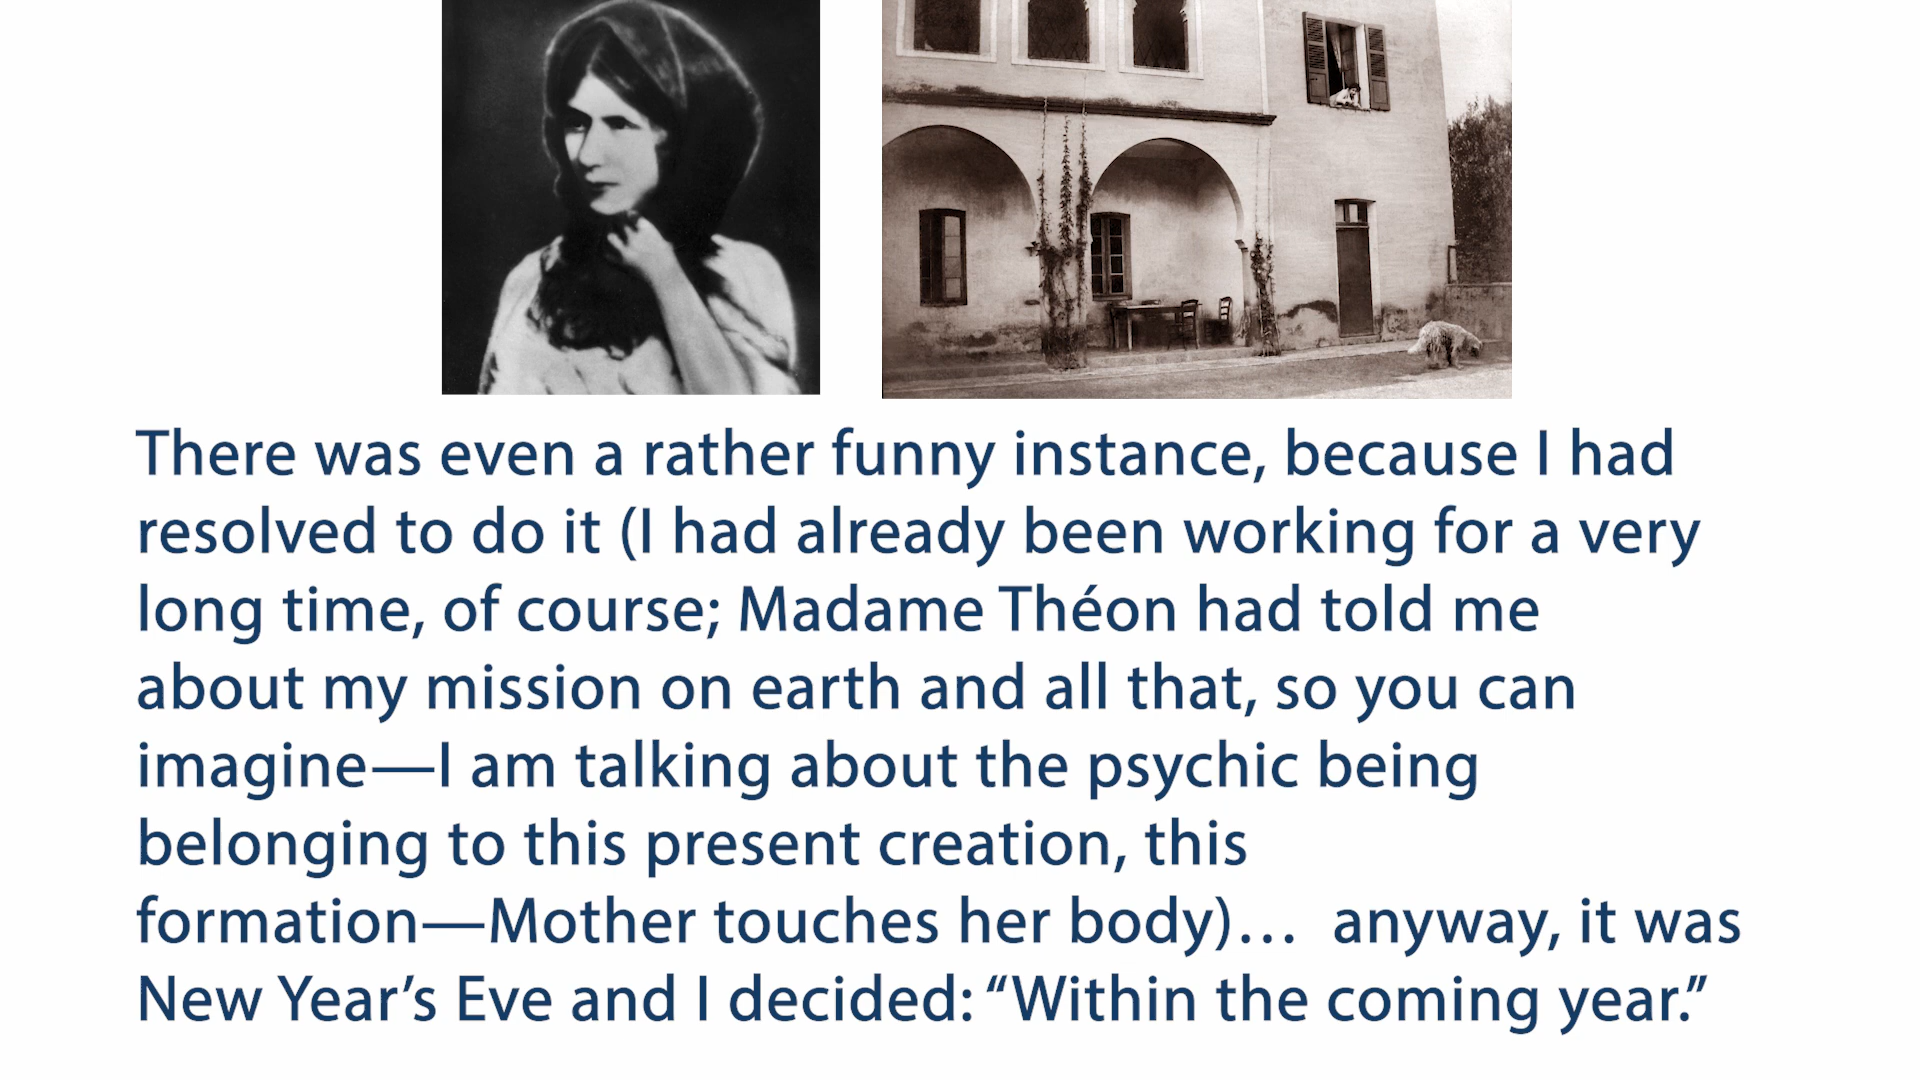 There was even a rather funny instance, because I had
resolved to do it (I had already been working for a very
long time, of course; Madame Théon had told me
about my mission on earth and all that, so you can
imagine—I am talking about the psychic being
belonging to this present creation, this
formation—Mother touches her body)… anyway, it was
New Year’s Eve and I decided: “Within the coming year.”